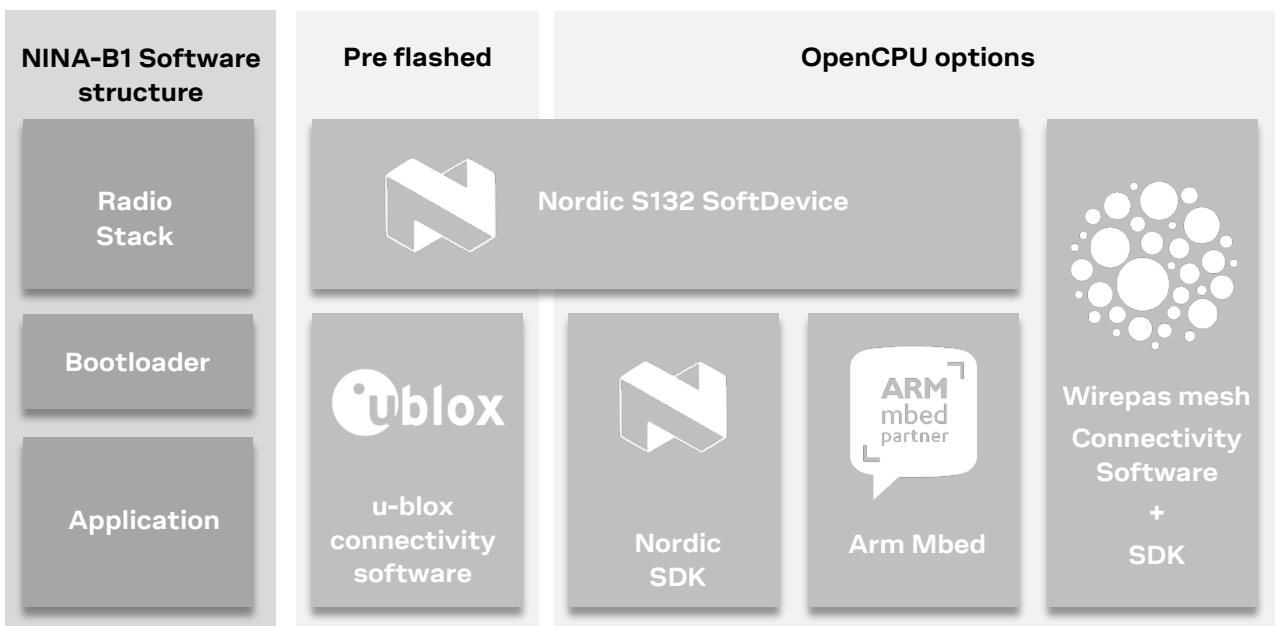 NINA-B1 Software
structure
Pre flashed
OpenCPU options
Radio
Stack
Nordic S132 SoftDevice
Bootloader
Application
ublox
u-blox
connectivity
software
Nordic
SDK
ARM
mbed
partner
Arm Mbed
Wirepas mesh
Connectivity
Software
+
SDK